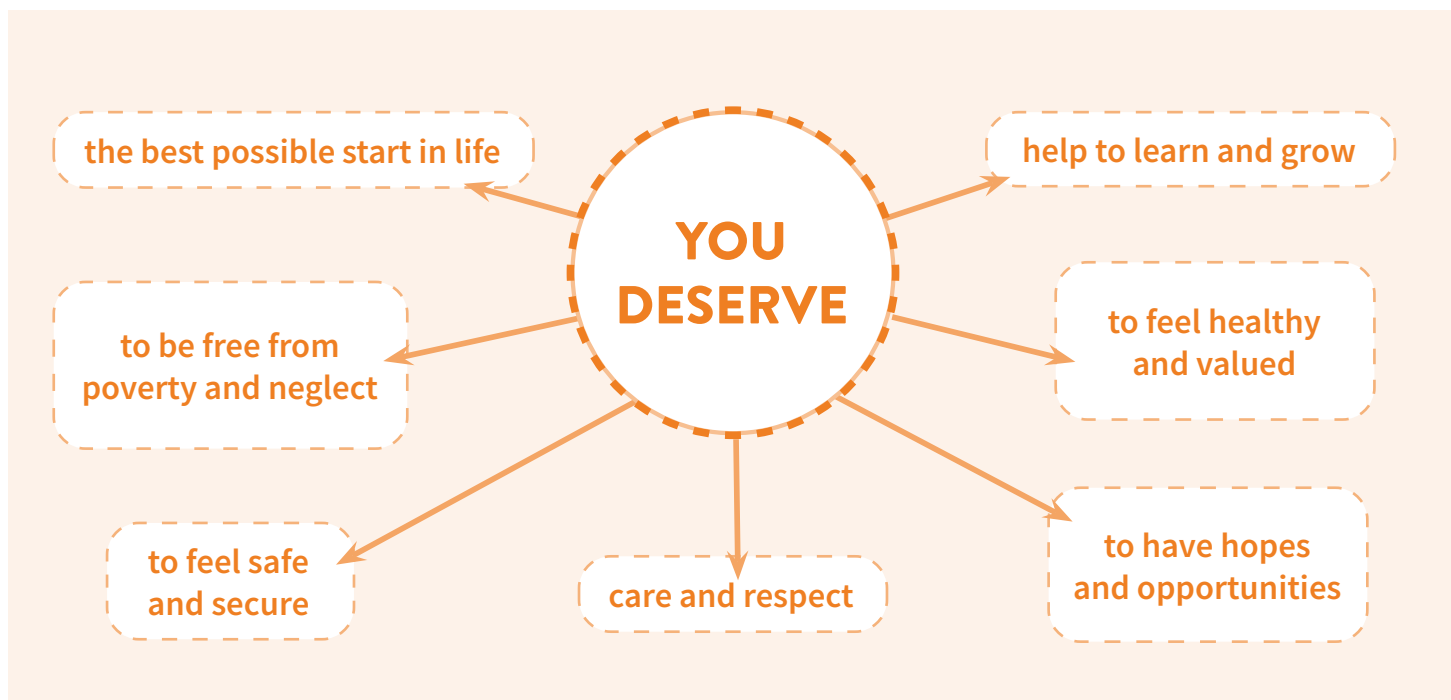 YOU
DESERVE
the best possible start in life
help to learn and grow
to be free from
poverty and neglect
to feel healthy
and valued
to feel safe
and secure
care and respect
to have hopes
and opportunities